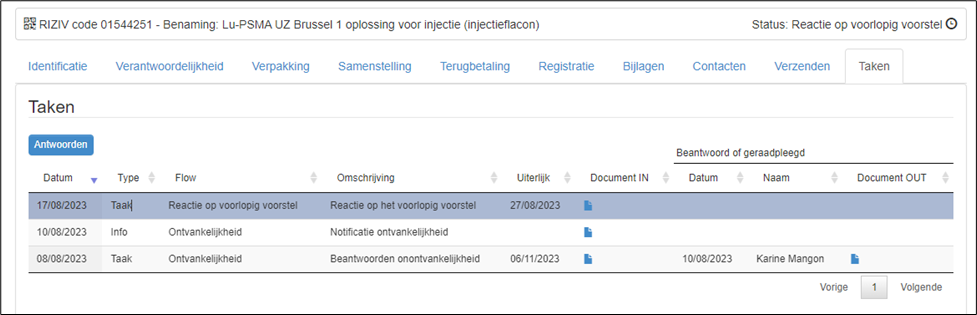 RIZIV code 01544251 - Benaming: Lu-PSMA UZ Brussel 1 oplossing voor injectie (injectieflacon) Status: Reactie op voorlopig voorstel
Identificatie Verantwoordelijkheid Verpakking Samenstelling Terugbetaling Registratie Bijlagen Contacten Verzenden Taken
Taken
Antwoorden
Beantwoord of geraadpleegd
Datum Type Flow Omschrijving Uiterlijk Document IN Datum Naam Document OUT
17/08/2023 Taak Reactie op voorlopig voorstel Reactie op het voorlopig voorstel 27/08/2023
10/08/2023 Info Ontvankelijkheid Notificatie ontvankelijkheid
08/08/2023 Taak Ontvankelijkheid Beantwoorden onontvankelijkheid 06/11/2023 10/08/2023 Karine Mangon
Vorige 1 Volgende